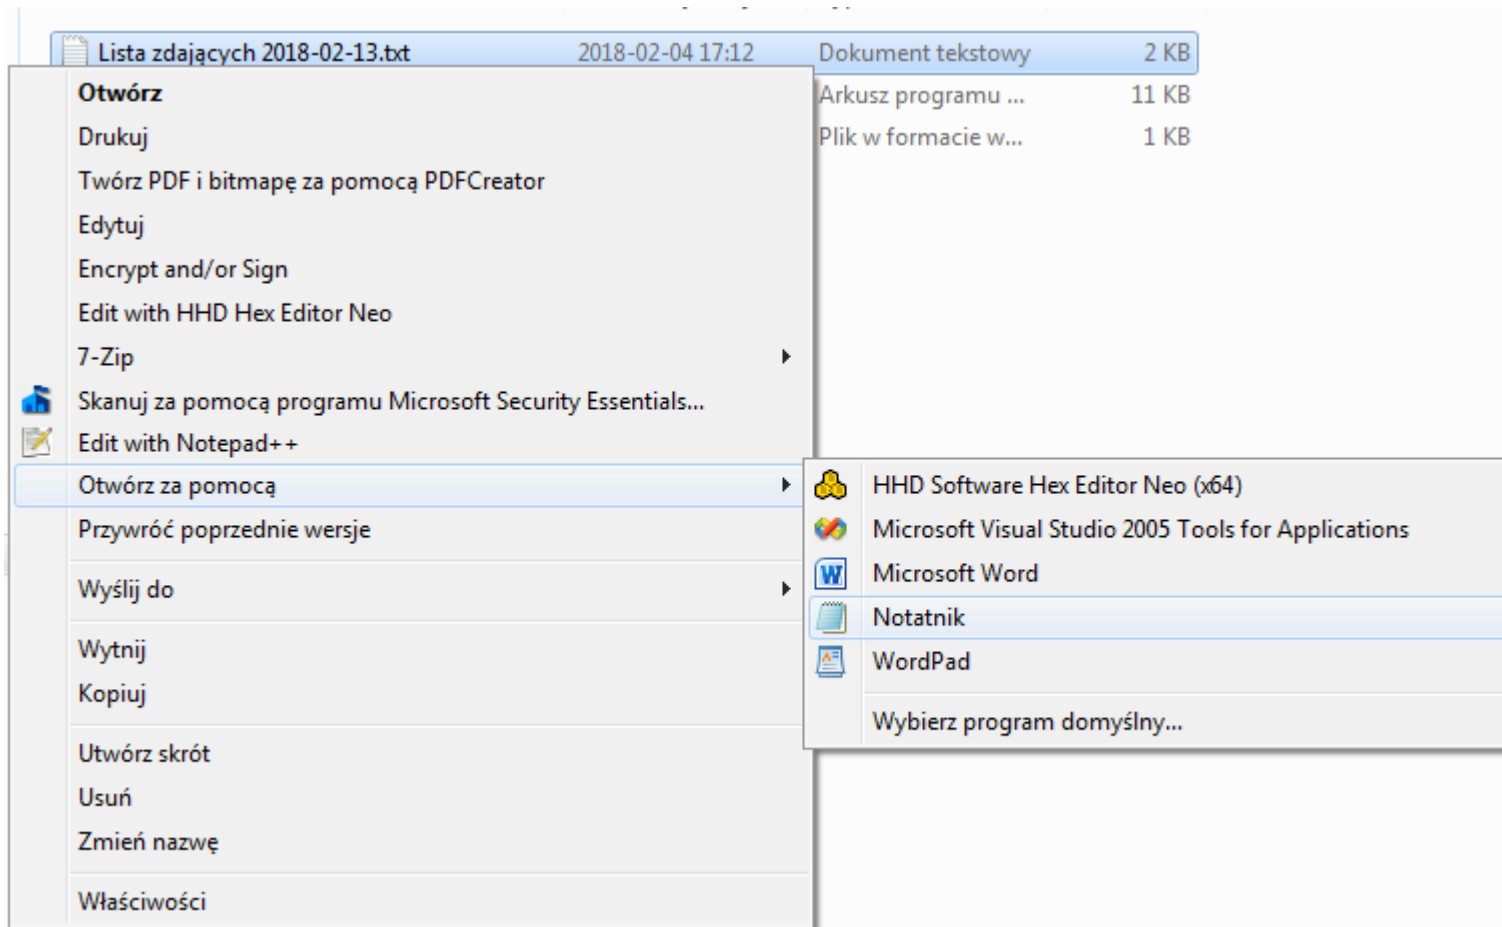 Lista zdających 2018-02-13.txt 2018-02-04 17:12 Dokument tekstowy 2 KB
Arkusz programu ... 11 KB
Plik w formacie w... 1 KB
Otwórz
Drukuj
Twórz PDF i bitmapę za pomocą PDFCreator
Edytuj
Encrypt and/or Sign
Edit with HHD Hex Editor Neo
7-Zip
Skanuj za pomocą programu Microsoft Security Essentials...
Edit with Notepad++
Otwórz za pomocą
Przywróć poprzednie wersje
Wyślij do
Wytnij
Kopiuj
Utwórz skrót
Usuń
Zmień nazwę
Właściwości
HHD Software Hex Editor Neo (x64)
Microsoft Visual Studio 2005 Tools for Applications
Microsoft Word
Notatnik
WordPad
Wybierz program domyślny...